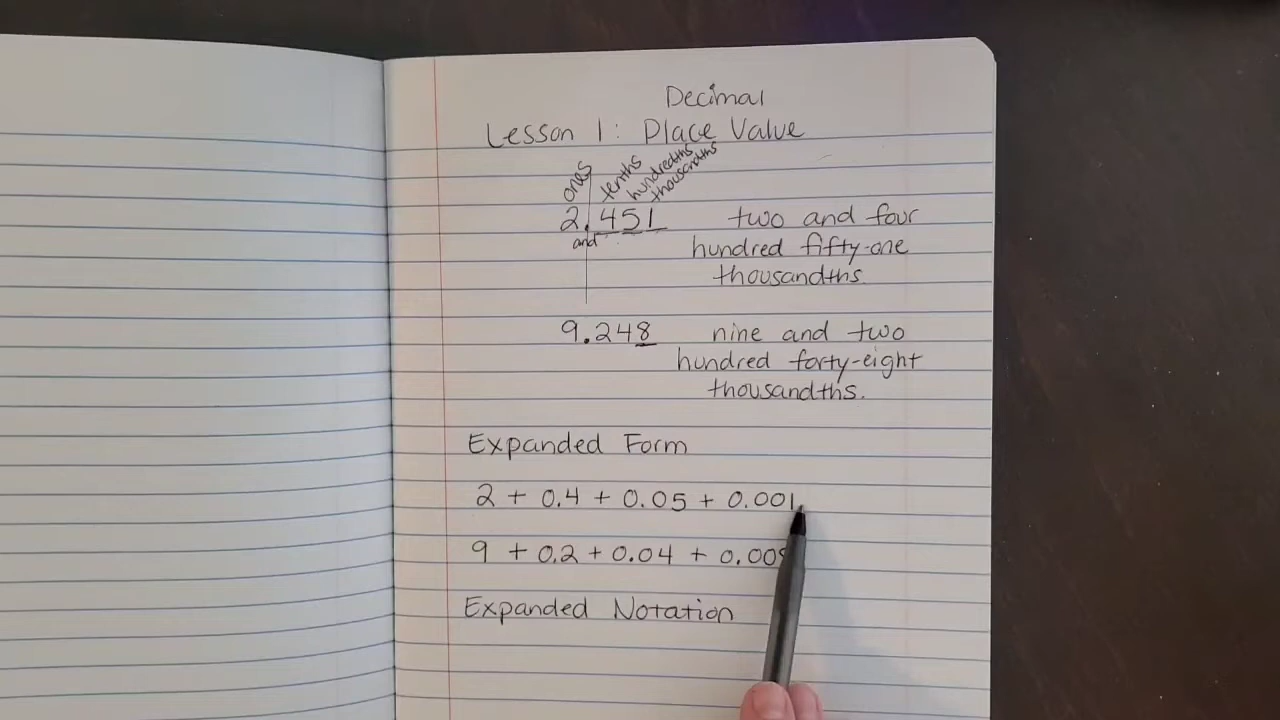 Decimal
Lesson 1: Place Value
ones tenths hundredths thousandths
2.451 two and four
and hundred fifty-one
thousandths.
9.248 nine and two
hundred forty-eight
thousandths.
Expanded Form
2 + 0.4 + 0.05 + 0.001
9 + 0.2 + 0.04 + 0.00
Expanded Notation